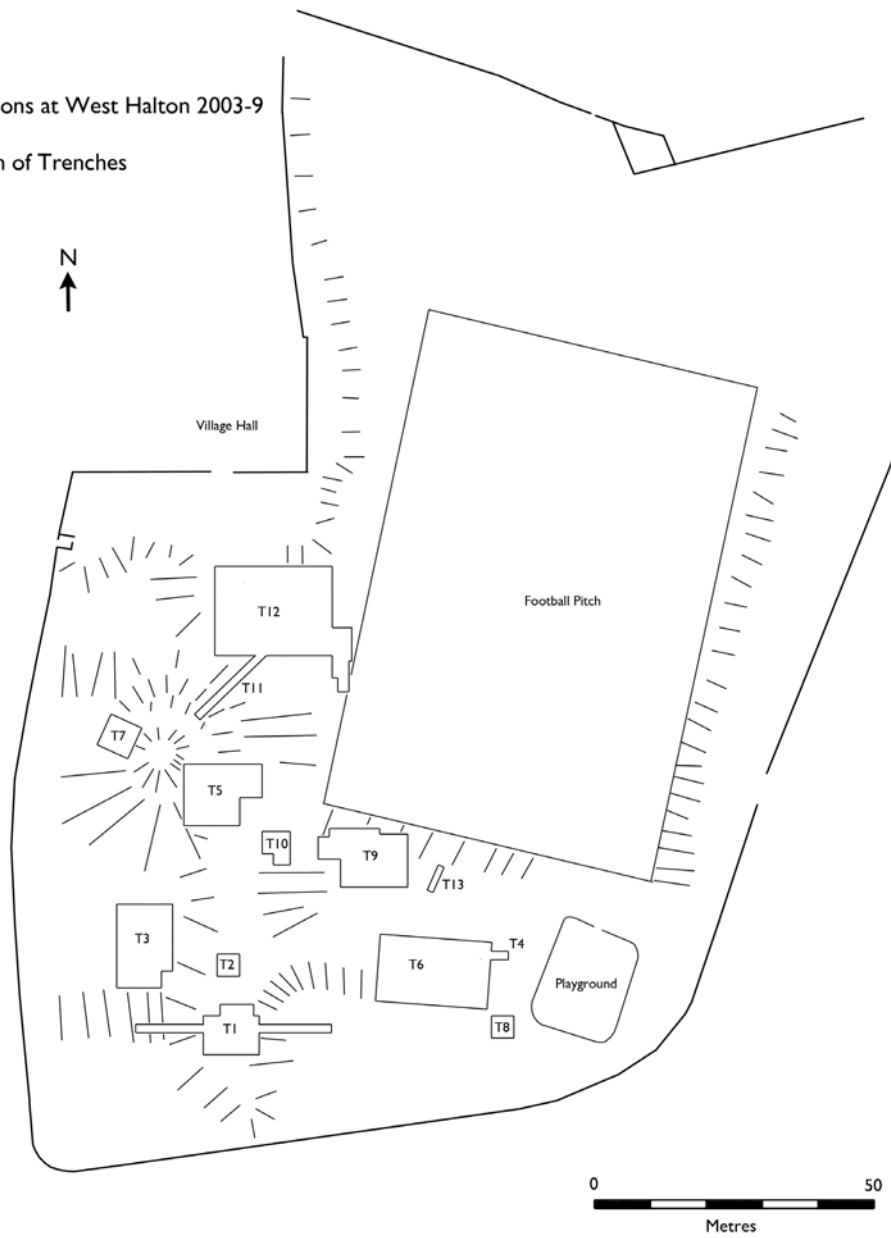 ons at West Halton 2003-9
of Trenches
N
Village Hall
T12
Football Pitch
T11
T7
T5
T10
T9
T13
T3
T2
T6
T4
Playground
T1
T8
0 50
Metres